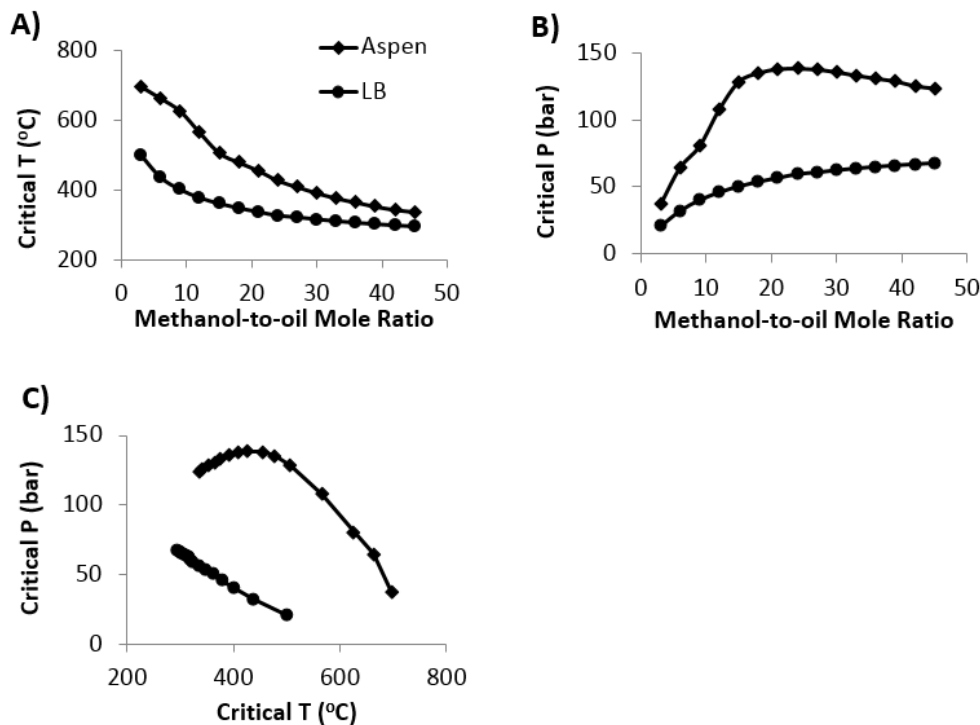 A)
Aspen
LB
Critical T (ºC)
800
600
400
200
0 10 20 30 40 50
Methanol-to-oil Mole Ratio
B)
Critical P (bar)
150
100
50
0
0 10 20 30 40 50
Methanol-to-oil Mole Ratio
C)
Critical P (bar)
150
100
50
0
200 400 600 800
Critical T (ºC)